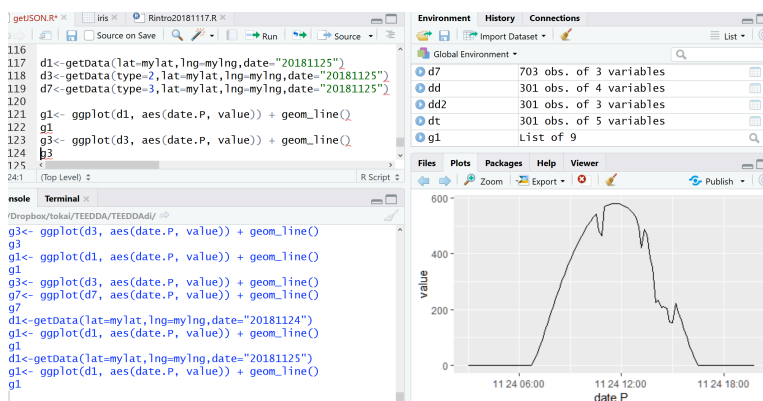 getJSON.R* × iris × Rintro20181117.R ×
Source on Save Run Source
116
117 d1<-getData(lat=mylat,lng=mylng,date="20181125")
118 d3<-getData(type=2,lat=mylat,lng=mylng,date="20181125")
119 d7<-getData(type=3,lat=mylat,lng=mylng,date="20181125")
120
121 g1<- ggplot(d1, aes(date.P, value)) + geom_line()
122 g1
123 g3<- ggplot(d3, aes(date.P, value)) + geom_line()
124 g3
125
24:1 (Top Level) R Script
onsole Terminal ×
/Dropbox/tokai/TEEDDA/TEEDDAdi/
g3<- ggplot(d3, aes(date.P, value)) + geom_line()
g3
g1<- ggplot(d1, aes(date.P, value)) + geom_line()
g1
g3<- ggplot(d3, aes(date.P, value)) + geom_line()
g7<- ggplot(d7, aes(date.P, value)) + geom_line()
g7
d1<-getData(lat=mylat,lng=mylng,date="20181124")
g1<- ggplot(d1, aes(date.P, value)) + geom_line()
g1
d1<-getData(lat=mylat,lng=mylng,date="20181125")
g1<- ggplot(d1, aes(date.P, value)) + geom_line()
g1
Environment History Connections
Import Dataset List
Global Environment
d7 703 obs. of 3 variables
dd 301 obs. of 4 variables
dd2 301 obs. of 3 variables
dt 301 obs. of 5 variables
g1 List of 9
Files Plots Packages Help Viewer
Zoom Export Publish
600
400
200
0
value
11 24 06:00 11 24 12:00 11 24 18:00
date P